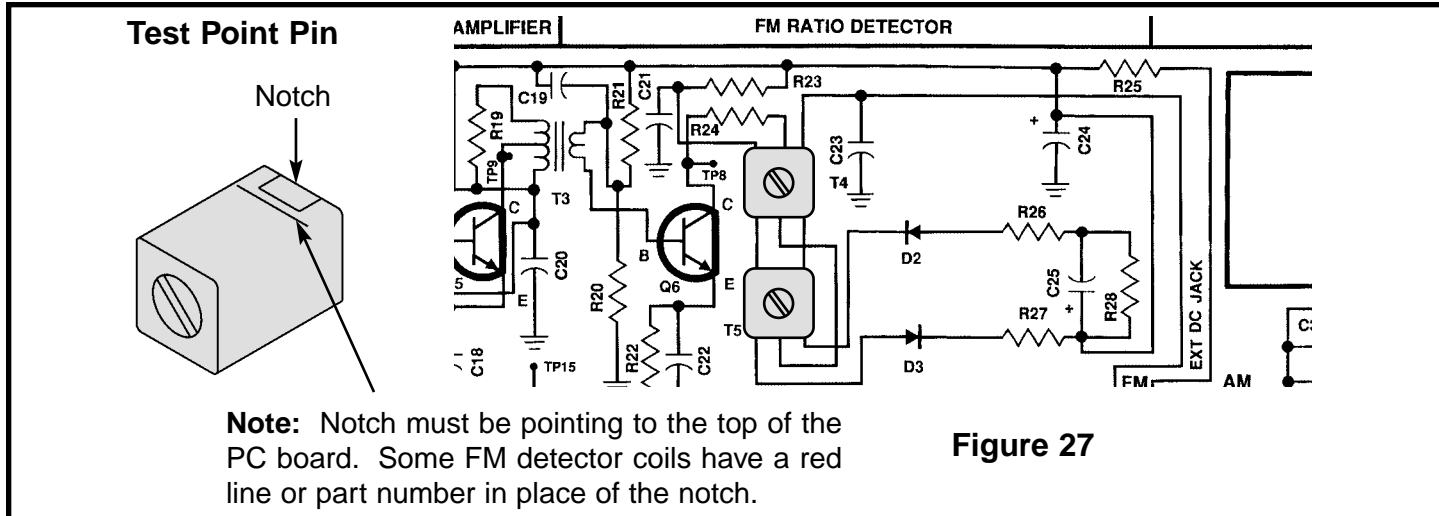 Test Point Pin
Notch
AMPLIFIER
FM RATIO DETECTOR
C19
R21
C21
R23
R25
R19
R24
C23
C24
+
TP9
TP8
T4
T3
C
C
R26
B
D2
C20
C25
R28
5
E
R20
Q6
E
T5
+
R27
EXT DC JACK
C18
TP15
R22
C22
D3
FM
AM
Note: Notch must be pointing to the top of the
PC board. Some FM detector coils have a red
line or part number in place of the notch.
Figure 27